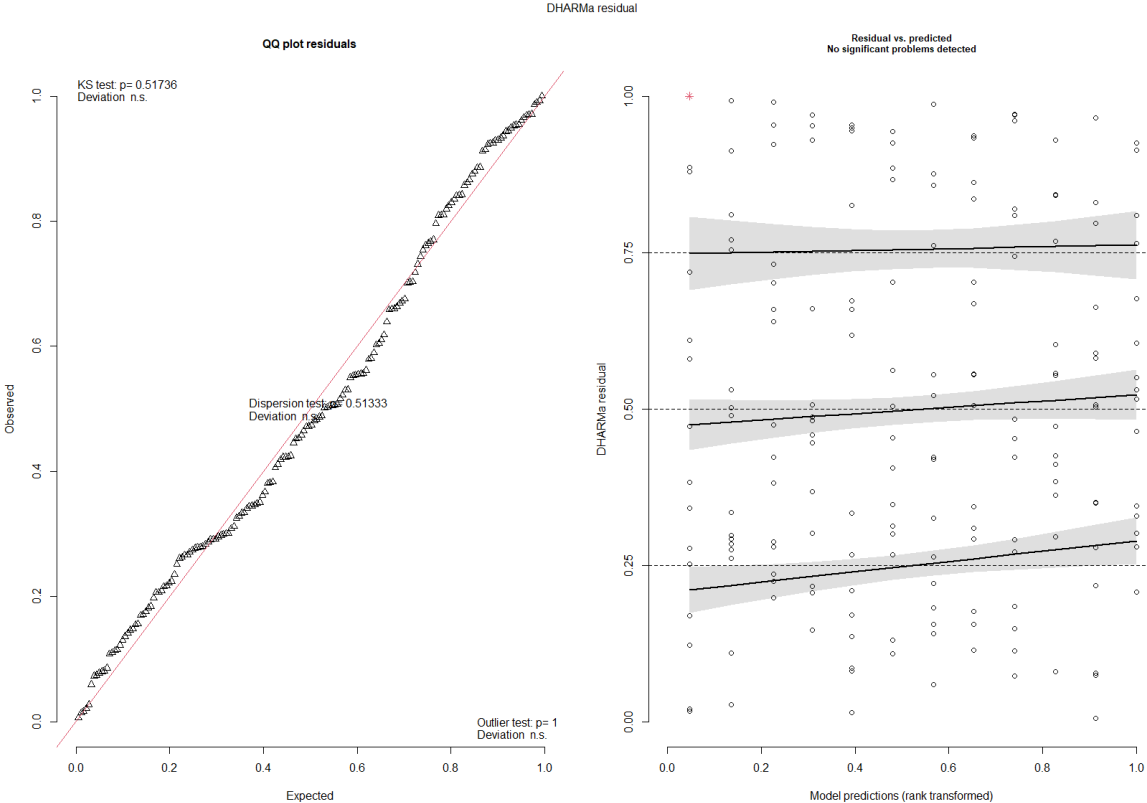 DHARMa residual
QQ plot residuals
KS test: p= 0.51736
Deviation n.s.
Dispersion test: p= 0.51333
Deviation n.s.
Outlier test: p= 1
Deviation n.s.
Observed
0.0
0.2
0.4
0.6
0.8
1.0
0.0 0.2 0.4 0.6 0.8 1.0
Expected
Residual vs. predicted
No significant problems detected
DHARMa residual
0.00
0.25
0.50
0.75
1.00
0.0 0.2 0.4 0.6 0.8 1.0
Model predictions (rank transformed)